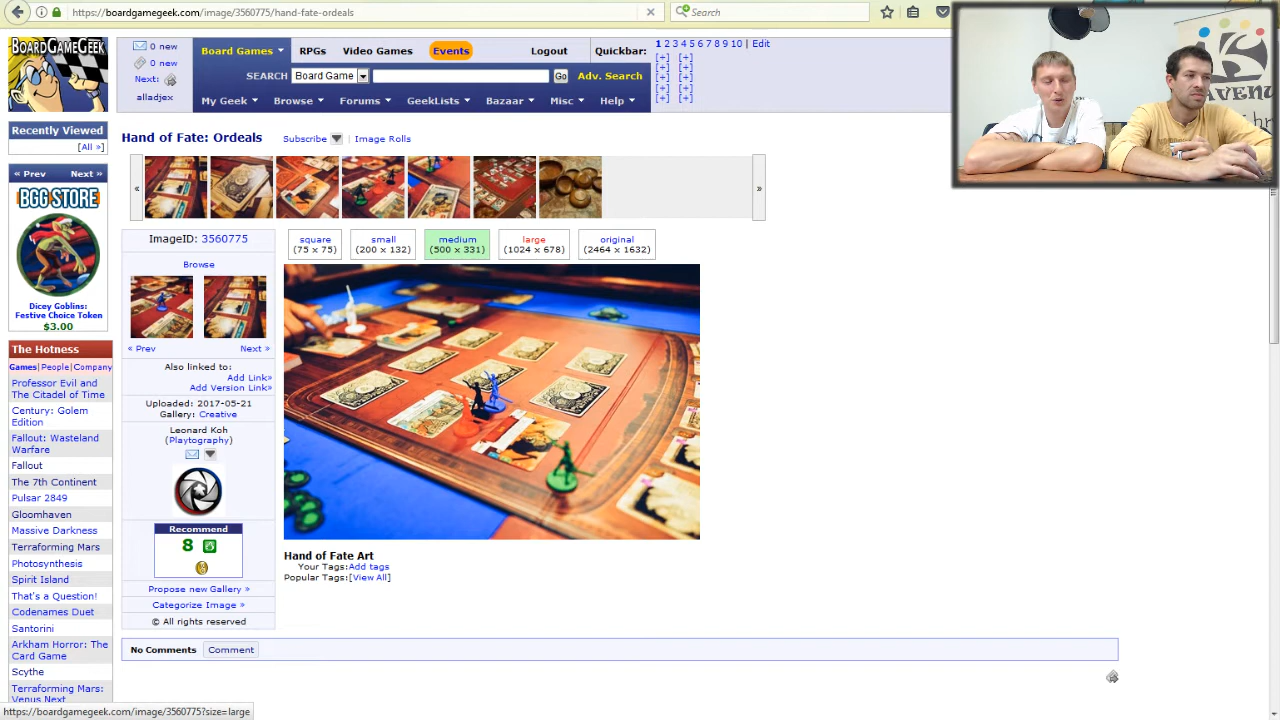 https://boardgamegeek.com/image/3560775/hand-fate-ordeals
Search
BOARDGAMEGEEK
0 new
0 new
Next:
alladjex
Board Games
RPGs
Video Games
Events
Logout
Quickbar:
1 2 3 4 5 6 7 8 9 10 | Edit
[+] [+]
[+] [+]
[+] [+]
[+] [+]
[+] [+]
SEARCH
Board Game
Go
Adv. Search
My Geek
Browse
Forums
GeekLists
Bazaar
Misc
Help
AVENU
Recently Viewed
[All »]
« Prev Next »
BGG STORE
Dicey Goblins:
Festive Choice Token
$3.00
The Hotness
Games|People|Company
Professor Evil and
The Citadel of Time
Century: Golem
Edition
Fallout: Wasteland
Warfare
Fallout
The 7th Continent
Pulsar 2849
Gloomhaven
Massive Darkness
Terraforming Mars
Photosynthesis
Spirit Island
That's a Question!
Codenames Duet
Santorini
Arkham Horror: The
Card Game
Scythe
Terraforming Mars:
Venus Next
Hand of Fate: Ordeals
Subscribe
| Image Rolls
«
»
ImageID: 3560775
Browse
« Prev Next »
Also linked to:
Add Link»
Add Version Link»
Uploaded: 2017-05-21
Gallery: Creative
Leonard Koh
(Playtography)
Recommend
8
Propose new Gallery »
Categorize Image »
© All rights reserved
square
(75 x 75)
small
(200 x 132)
medium
(500 x 331)
large
(1024 x 678)
original
(2464 x 1632)
Hand of Fate Art
Your Tags:Add tags
Popular Tags:[View All]
No Comments
Comment
https://boardgamegeek.com/image/3560775?size=large